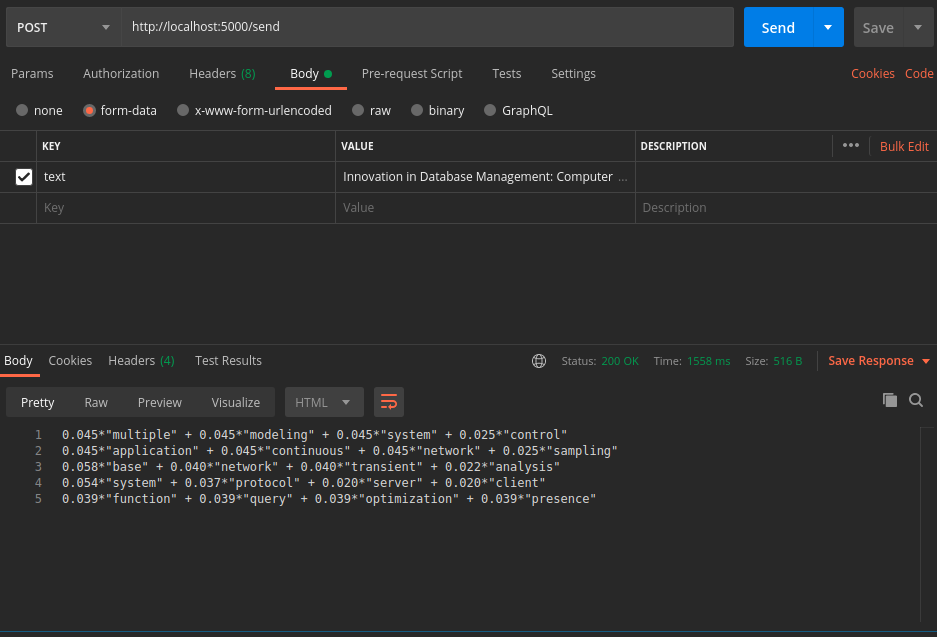 POST http://localhost:5000/send Send Save
Params Authorization Headers (8) Body Pre-request Script Tests Settings Cookies Code
none form-data x-www-form-urlencoded raw binary GraphQL
KEY VALUE DESCRIPTION ••• Bulk Edit
text Innovation in Database Management: Computer ...
Key Value Description
Body Cookies Headers (4) Test Results Status: 200 OK Time: 1558 ms Size: 516 B Save Response
Pretty Raw Preview Visualize HTML
1 0.045*"multiple" + 0.045*"modeling" + 0.045*"system" + 0.025*"control"
2 0.045*"application" + 0.045*"continuous" + 0.045*"network" + 0.025*"sampling"
3 0.058*"base" + 0.040*"network" + 0.040*"transient" + 0.022*"analysis"
4 0.054*"system" + 0.037*"protocol" + 0.020*"server" + 0.020*"client"
5 0.039*"function" + 0.039*"query" + 0.039*"optimization" + 0.039*"presence"